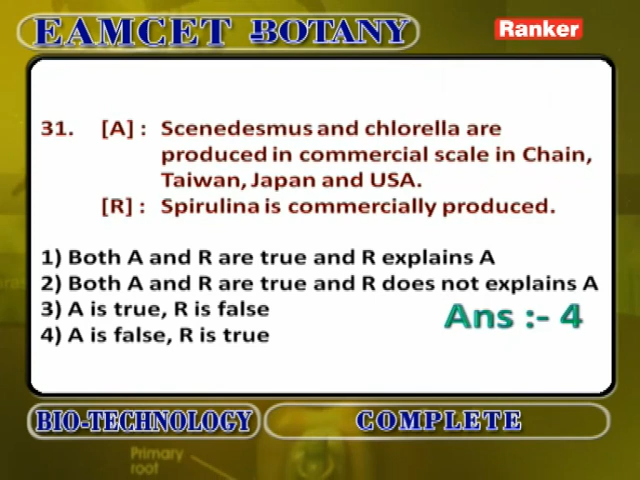 EAMCET - BOTANY
Ranker
31. [A] : Scenedesmus and chlorella are
produced in commercial scale in Chain,
Taiwan, Japan and USA.
[R] : Spirulina is commercially produced.
1) Both A and R are true and R explains A
2) Both A and R are true and R does not explains A
3) A is true, R is false
4) A is false, R is true
Ans :- 4
BIO-TECHNOLOGY
COMPLETE
Primary
root